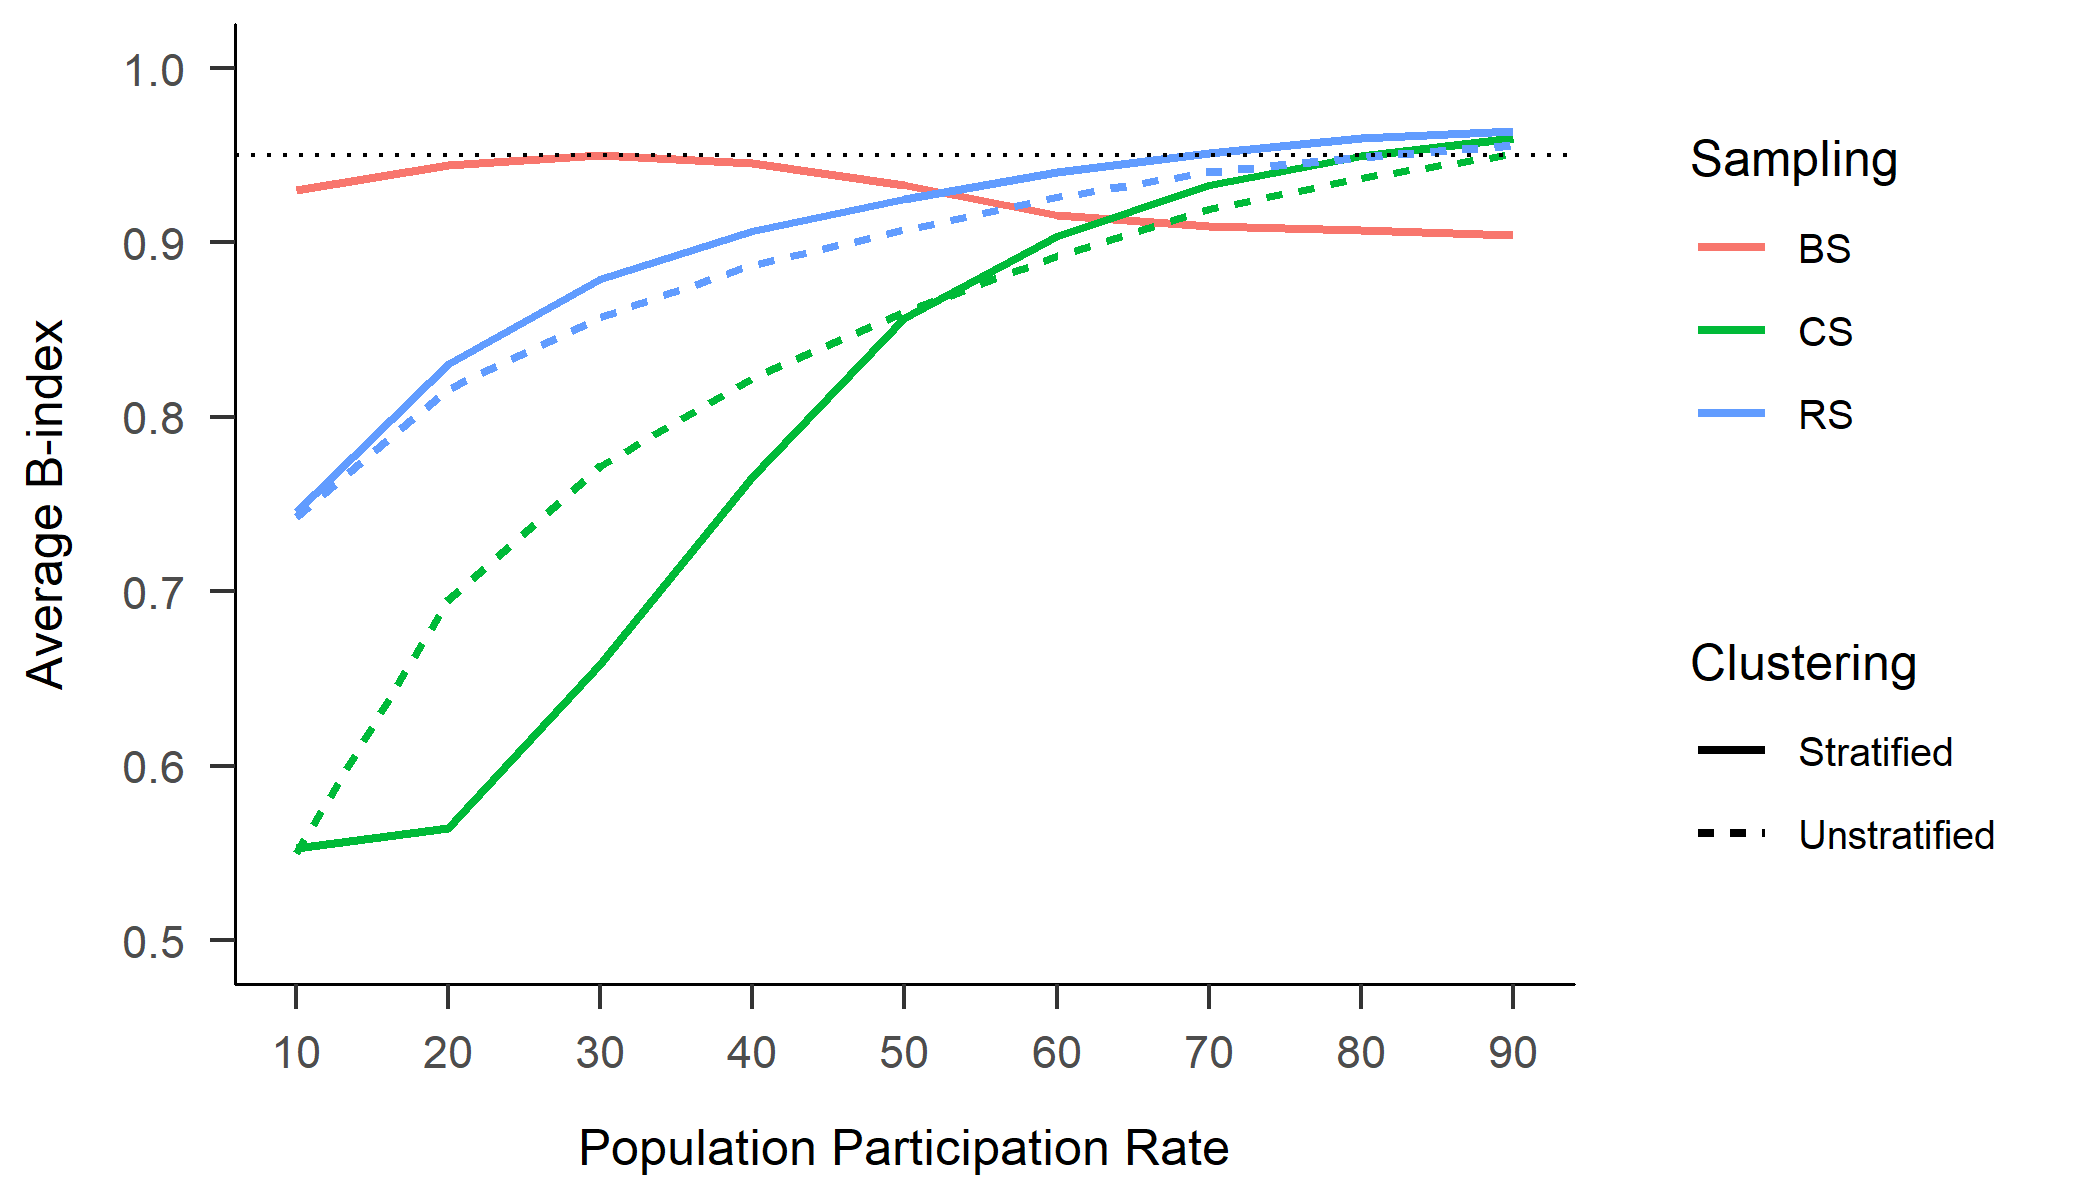 1.0
0.9
0.8
0.7
0.6
0.5
Average B-index
10 20 30 40 50 60 70 80 90
Population Participation Rate
Sampling
BS
CS
RS
Clustering
Stratified
Unstratified